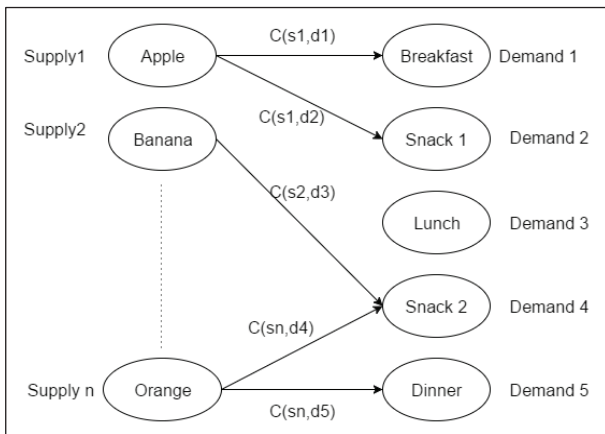 Supply1
Apple
C(s1,d1)
Breakfast
Demand 1
Supply2
Banana
C(s1,d2)
Snack 1
Demand 2
C(s2,d3)
Lunch
Demand 3
C(sn,d4)
Snack 2
Demand 4
Supply n
Orange
C(sn,d5)
Dinner
Demand 5